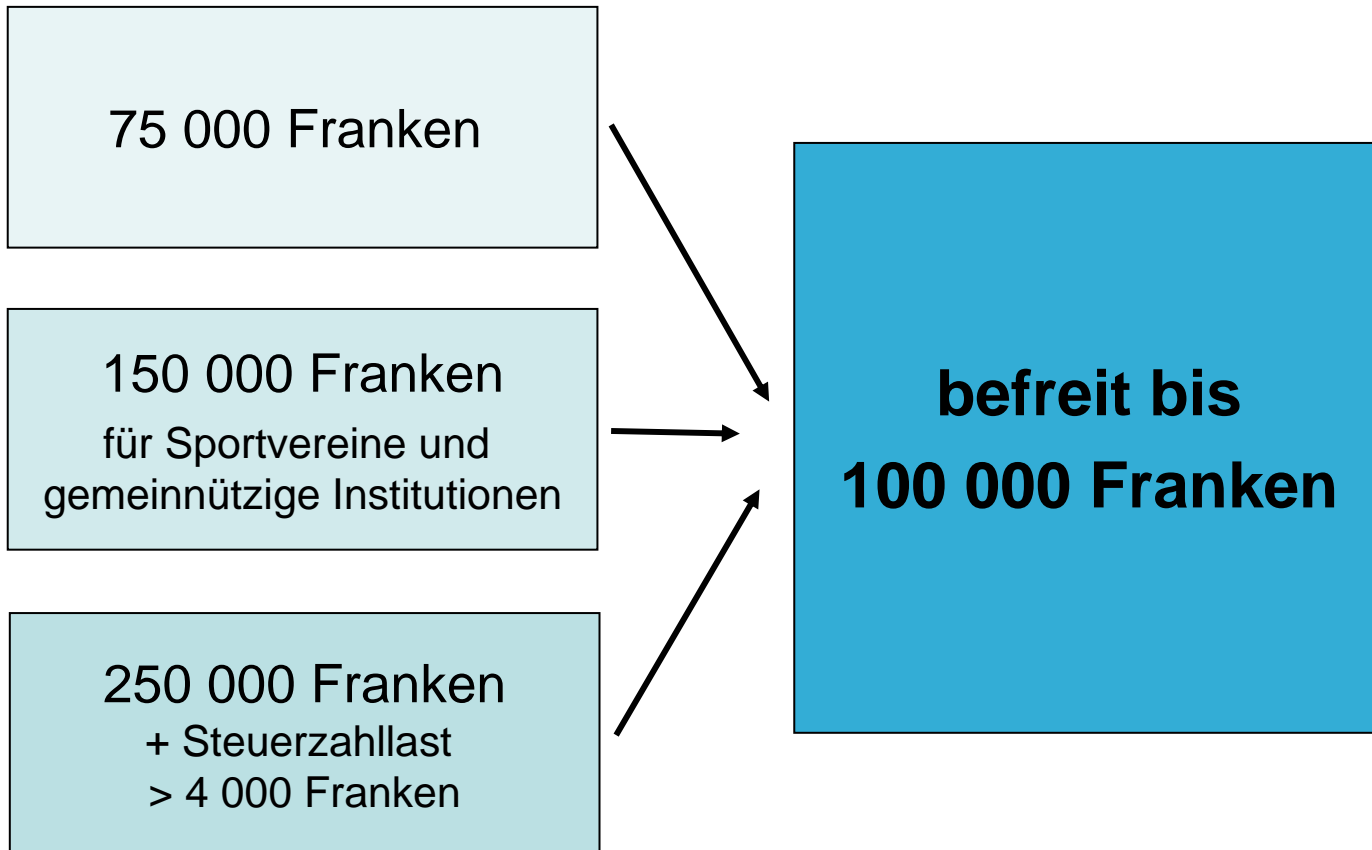 75 000 Franken
150 000 Franken
für Sportvereine und
gemeinnützige Institutionen
250 000 Franken
+ Steuerzahllast
> 4 000 Franken
befreit bis
100 000 Franken